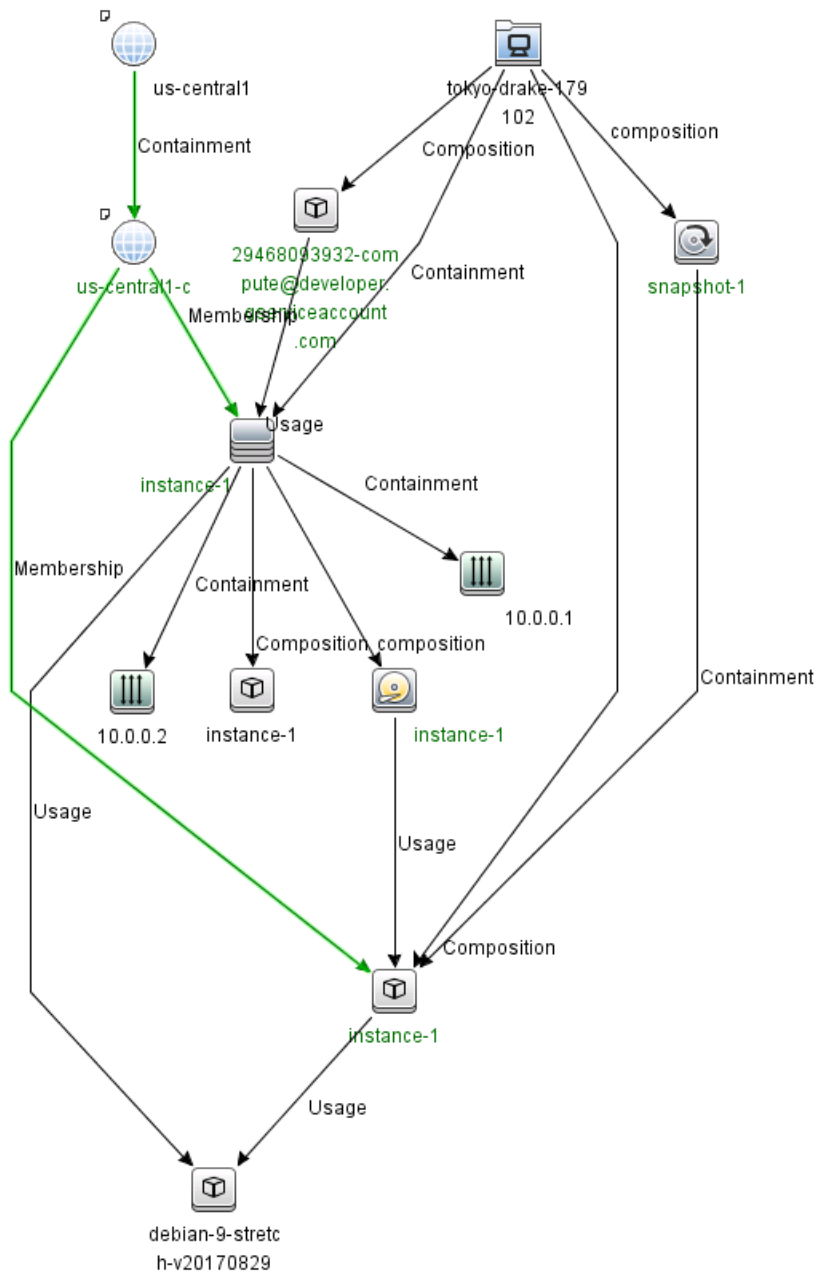 us-central1
tokyo-drake-179
102
Containment
composition
Composition
29468093932-com
pute@developer.
gserviceaccount
.com
Containment
us-central1-c
snapshot-1
Membership
Usage
instance-1
Containment
Membership
Containment
10.0.0.1
Composition
composition
10.0.0.2
instance-1
instance-1
Containment
Usage
Usage
Composition
instance-1
Usage
debian-9-stretc
h-v20170829